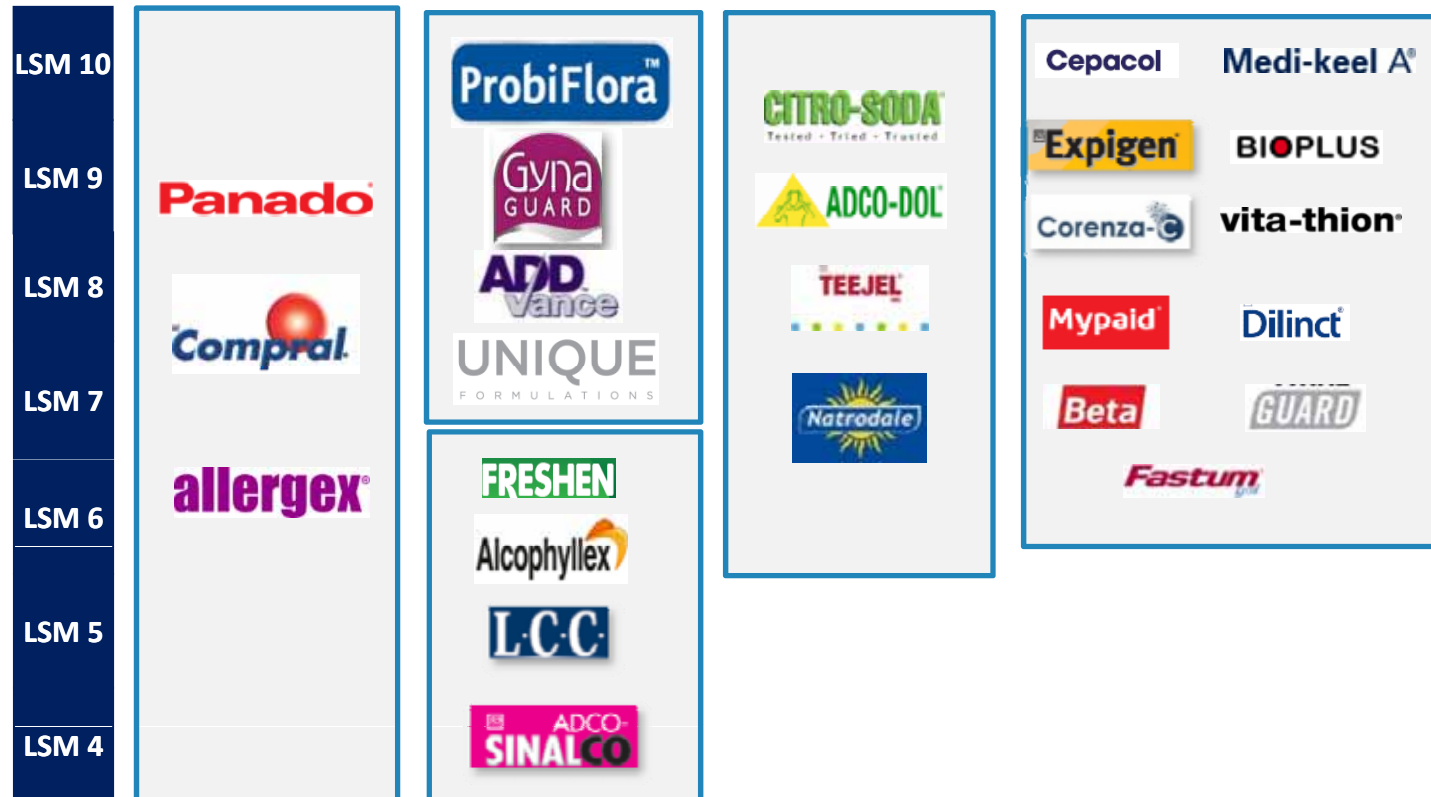 LSM 10
LSM 9
LSM 8
LSM 7
LSM 6
LSM 5
LSM 4
Panado
Compral
allergex®
ProbiFlora™
Gyna
GUARD
ADD
Vance
UNIQUE
FORMULATIONS
FRESHEN
Alcophyllex
L·C·C·
ADCO-
SINALCO
CITRO-SODA
Tested - Tried - Trusted
ADCO-DOL
TEEJEL
Natrodale
Cepacol
Medi-keel A®
Expigen
BIOPLUS
Corenza-C
vita-thion
Mypaid
Dilinct
Beta
GUARD
Fastum
gel